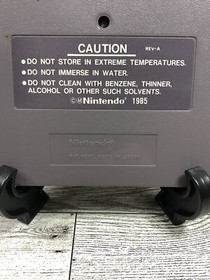 CAUTION REV-A
●DO NOT STORE IN EXTREME TEMPERATURES.
●DO NOT IMMERSE IN WATER.
●DO NOT CLEAN WITH BENZENE, THINNER,
ALCOHOL OR OTHER SUCH SOLVENTS.
©ⓂNintendo® 1985
Nintendo